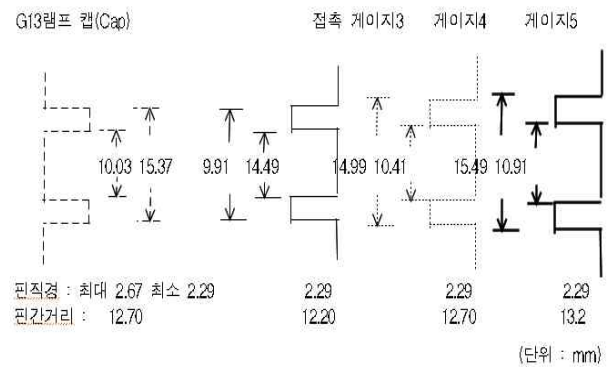 G13램프 캡(Cap) 접촉 게이지3 게이지4 게이지5
10.03 15.37 9.91 14.49 14.99 10.41 15.49 10.91
핀직경 : 최대 2.67 최소 2.29 2.29 2.29 2.29
핀간거리 : 12.70 12.20 12.70 13.2
(단위 : mm)